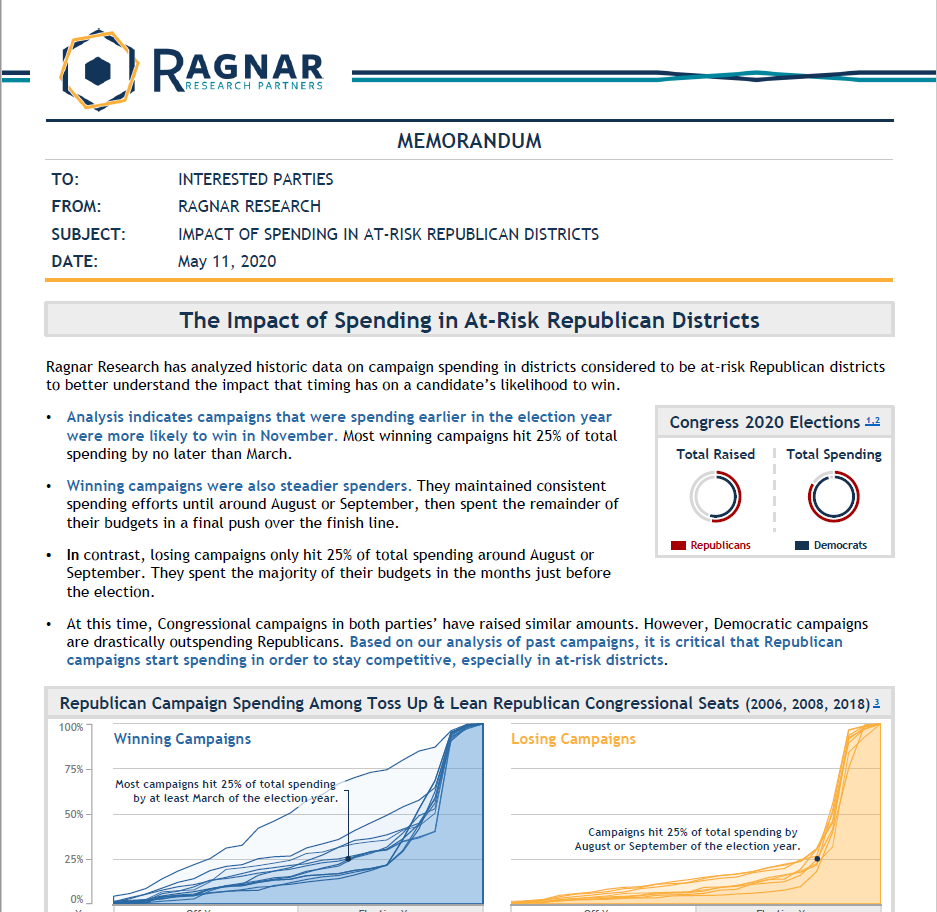 RAGNAR
RESEARCH PARTNERS
MEMORANDUM
TO: INTERESTED PARTIES
FROM: RAGNAR RESEARCH
SUBJECT: IMPACT OF SPENDING IN AT-RISK REPUBLICAN DISTRICTS
DATE: May 11, 2020
The Impact of Spending in At-Risk Republican Districts
Ragnar Research has analyzed historic data on campaign spending in districts considered to be at-risk Republican districts
to better understand the impact that timing has on a candidate's likelihood to win.
• Analysis indicates campaigns that were spending earlier in the election year
were more likely to win in November. Most winning campaigns hit 25% of total
spending by no later than March.
• Winning campaigns were also steadier spenders. They maintained consistent
spending efforts until around August or September, then spent the remainder of
their budgets in a final push over the finish line.
• In contrast, losing campaigns only hit 25% of total spending around August or
September. They spent the majority of their budgets in the months just before
the election.
Congress 2020 Elections 1,2
Total Raised Total Spending
Republicans Democrats
• At this time, Congressional campaigns in both parties' have raised similar amounts. However, Democratic campaigns
are drastically outspending Republicans. Based on our analysis of past campaigns, it is critical that Republican
campaigns start spending in order to stay competitive, especially in at-risk districts.
Republican Campaign Spending Among Toss Up & Lean Republican Congressional Seats (2006, 2008, 2018) 3
100%
75%
50%
25%
0%
Winning Campaigns
Most campaigns hit 25% of total spending
by at least March of the election year.
Losing Campaigns
Campaigns hit 25% of total spending by
August or September of the election year.